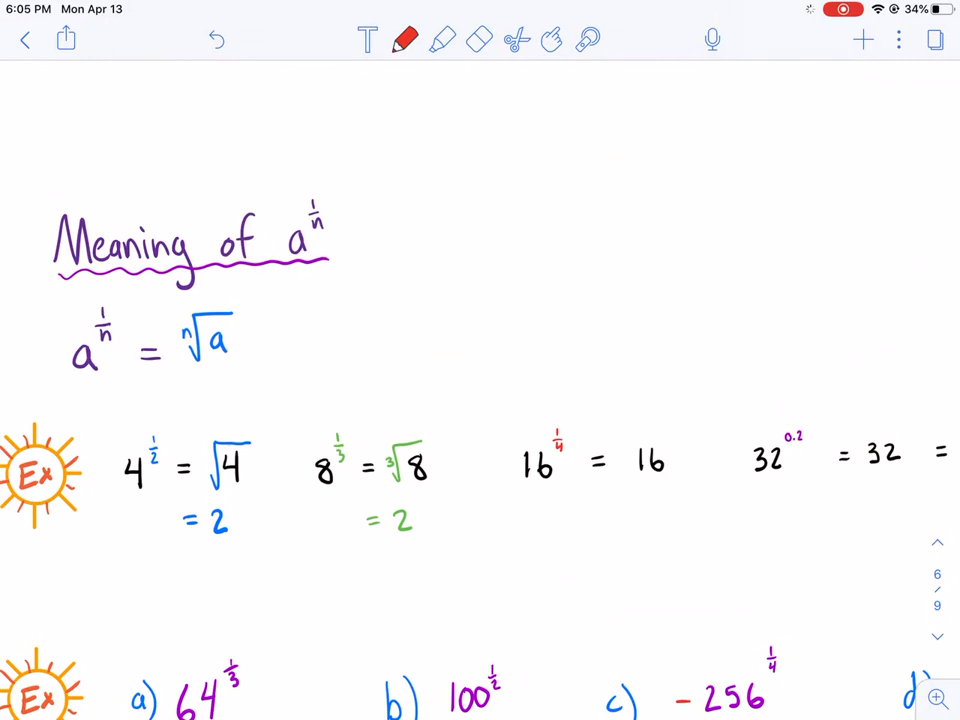 6:05 PM Mon Apr 13 34%
T
Meaning of a^(1/n)
a^(1/n) = ⁿ√a
Ex 4^(1/2) = √4 8^(1/3) = ³√8 16^(1/4) = 16 32^0.2 = 32 =
= 2 = 2
6
/
9
Ex a) 64^(1/3) b) 100^(1/2) c) - 256^(1/4) d)